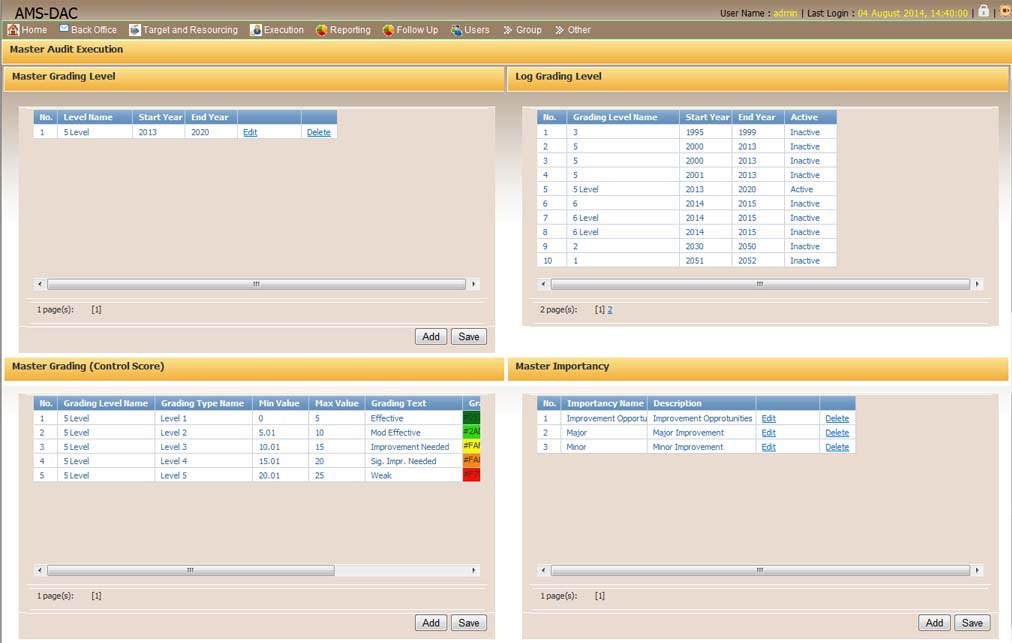 AMS-DAC
User Name : admin | Last Login : 04 August 2014, 14:40:00 |
Home Back Office Target and Resourcing Execution Reporting Follow Up Users Group Other
Master Audit Execution
Master Grading Level
No. Level Name Start Year End Year
1 5 Level 2013 2020 Edit Delete
1 page(s): [1]
Add Save
Log Grading Level
No. Grading Level Name Start Year End Year Active
1 3 1995 1999 Inactive
2 5 2000 2013 Inactive
3 5 2000 2013 Inactive
4 5 2001 2013 Inactive
5 5 Level 2013 2020 Active
6 6 2014 2015 Inactive
7 6 Level 2014 2015 Inactive
8 6 Level 2014 2015 Inactive
9 2 2030 2050 Inactive
10 1 2051 2052 Inactive
2 page(s): [1] 2
Master Grading (Control Score)
No. Grading Level Name Grading Type Name Min Value Max Value Grading Text
1 5 Level Level 1 0 5 Effective
2 5 Level Level 2 5.01 10 Mod Effective
3 5 Level Level 3 10.01 15 Improvement Needed
4 5 Level Level 4 15.01 20 Sig. Impr. Needed
5 5 Level Level 5 20.01 25 Weak
1 page(s): [1]
Add Save
Master Importancy
No. Importancy Name Description
1 Improvement Opportu Improvement Opprotunities Edit Delete
2 Major Major Improvement Edit Delete
3 Minor Minor Improvement Edit Delete
1 page(s): [1]
Add Save